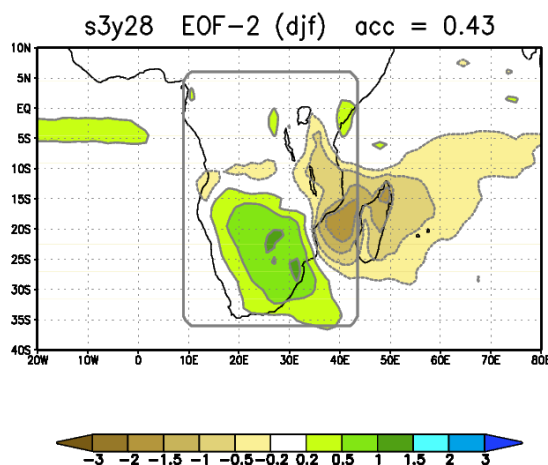 s3y28 EOF-2 (djf) acc = 0.43
10N
5N
EQ
5S
10S
15S
20S
25S
30S
35S
40S
20W 10W 0 10E 20E 30E 40E 50E 60E 70E 80E
-3 -2 -1.5 -1 -0.5 -0.2 0.2 0.5 1 1.5 2 3